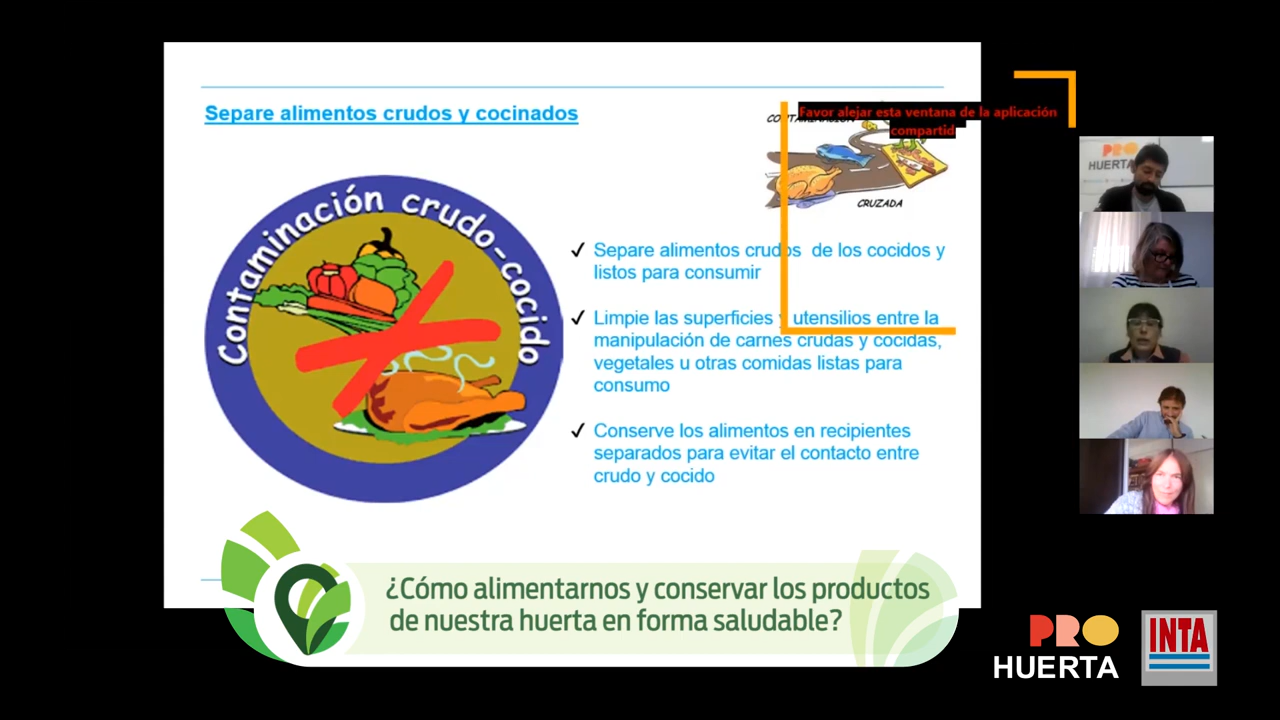 Separe alimentos crudos y cocinados
Favor alejar esta ventana de la aplicación
compartid
CRUZADA
Contaminación crudo-cocido
✓ Separe alimentos crudos de los cocidos y
listos para consumir
✓ Limpie las superficies y utensilios entre la
manipulación de carnes crudas y cocidas,
vegetales u otras comidas listas para
consumo
✓ Conserve los alimentos en recipientes
separados para evitar el contacto entre
crudo y cocido
¿Cómo alimentarnos y conservar los productos
de nuestra huerta en forma saludable?
PRO
HUERTA
PRO
HUERTA
INTA